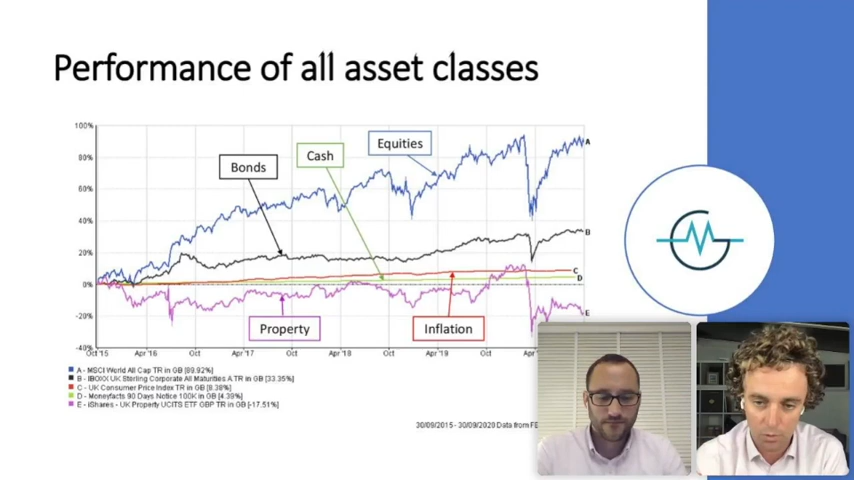 Performance of all asset classes
100%
80%
60%
40%
20%
0%
-20%
-40%
Equities
Cash
Bonds
Property
Inflation
A
B
C
D
E
Oct '15 Apr '16 Oct Apr '17 Oct Apr '18 Oct Apr '19 Oct Apr
A - MSCI World All Cap TR in GB [89.92%]
B - IBOXX UK Sterling Corporate All Maturities A TR in GB [33.35%]
C - UK Consumer Price Index TR in GB [8.38%]
D - Moneyfacts 90 Days Notice 100K in GB [4.39%]
E - iShares - UK Property UCITS ETF GBP TR in GB [-17.51%]
30/09/2015 - 30/09/2020 Data from FE